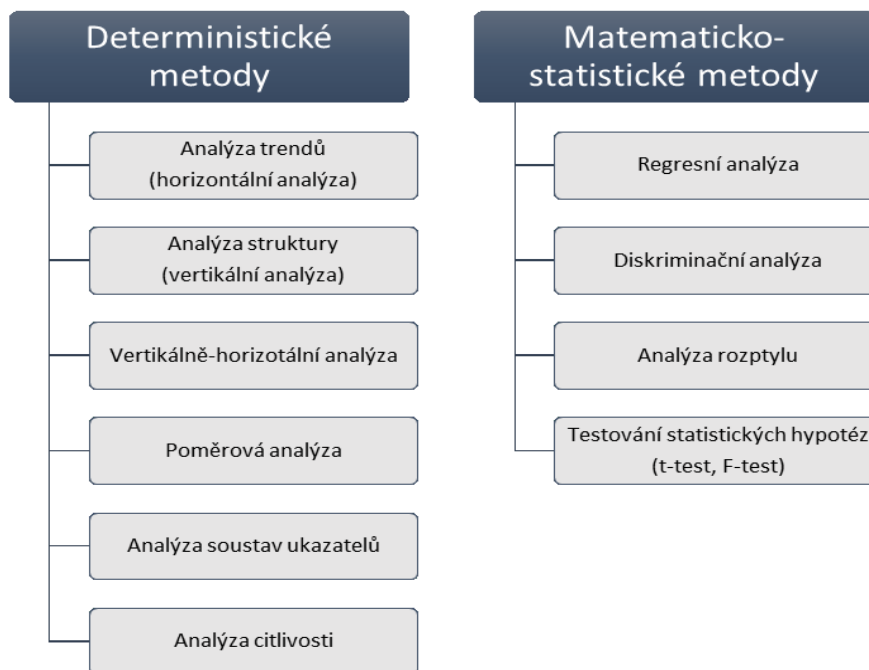 Deterministické
metody
Analýza trendů
(horizontální analýza)
Analýza struktury
(vertikální analýza)
Vertikálně-horizotální analýza
Poměrová analýza
Analýza soustav ukazatelů
Analýza citlivosti
Matematicko-
statistické metody
Regresní analýza
Diskriminační analýza
Analýza rozptylu
Testování statistických hypotéz
(t-test, F-test)